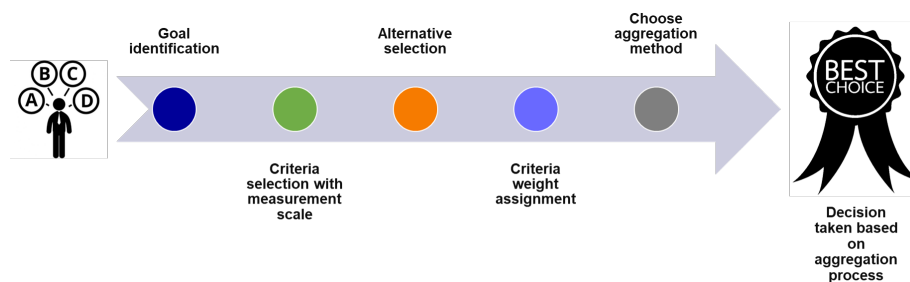 A
B
C
D
Goal
identification
Criteria
selection with
measurement
scale
Alternative
selection
Criteria
weight
assignment
Choose
aggregation
method
BEST
CHOICE
Decision
taken based
on
aggregation
process